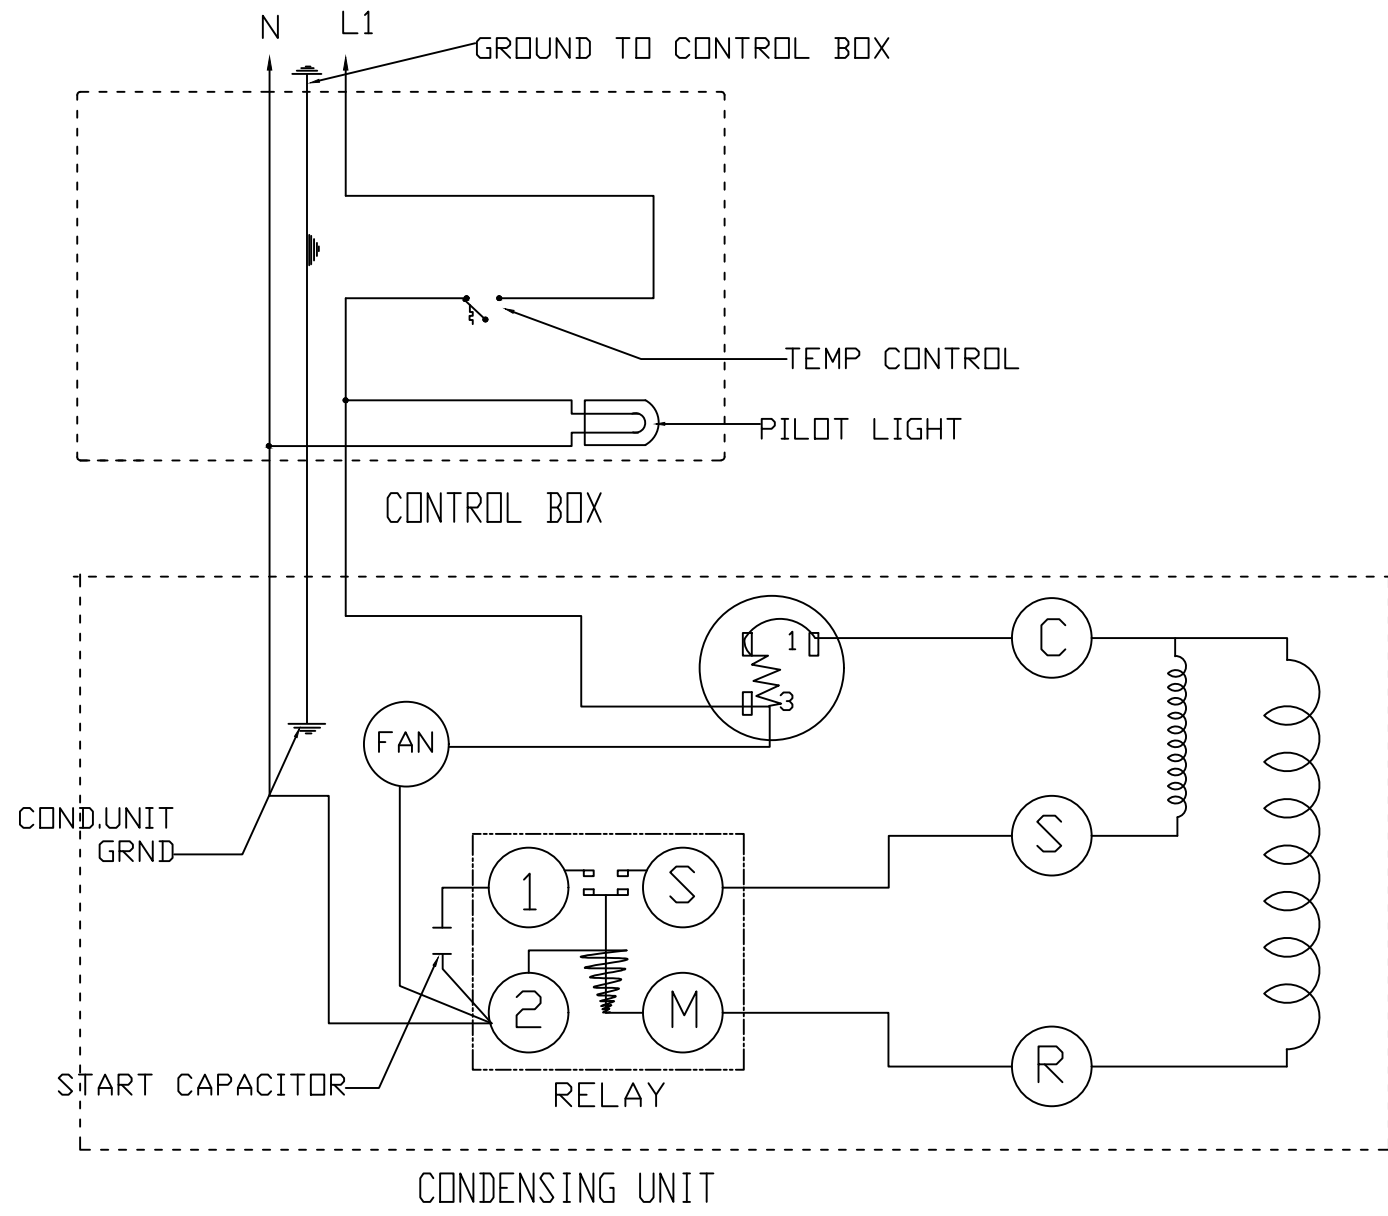 N
L1
GROUND TO CONTROL BOX
TEMP CONTROL
PILOT LIGHT
CONTROL BOX
1
C
3
FAN
COND.UNIT
GRND
S
1
S
2
M
R
START CAPACITOR
RELAY
CONDENSING UNIT